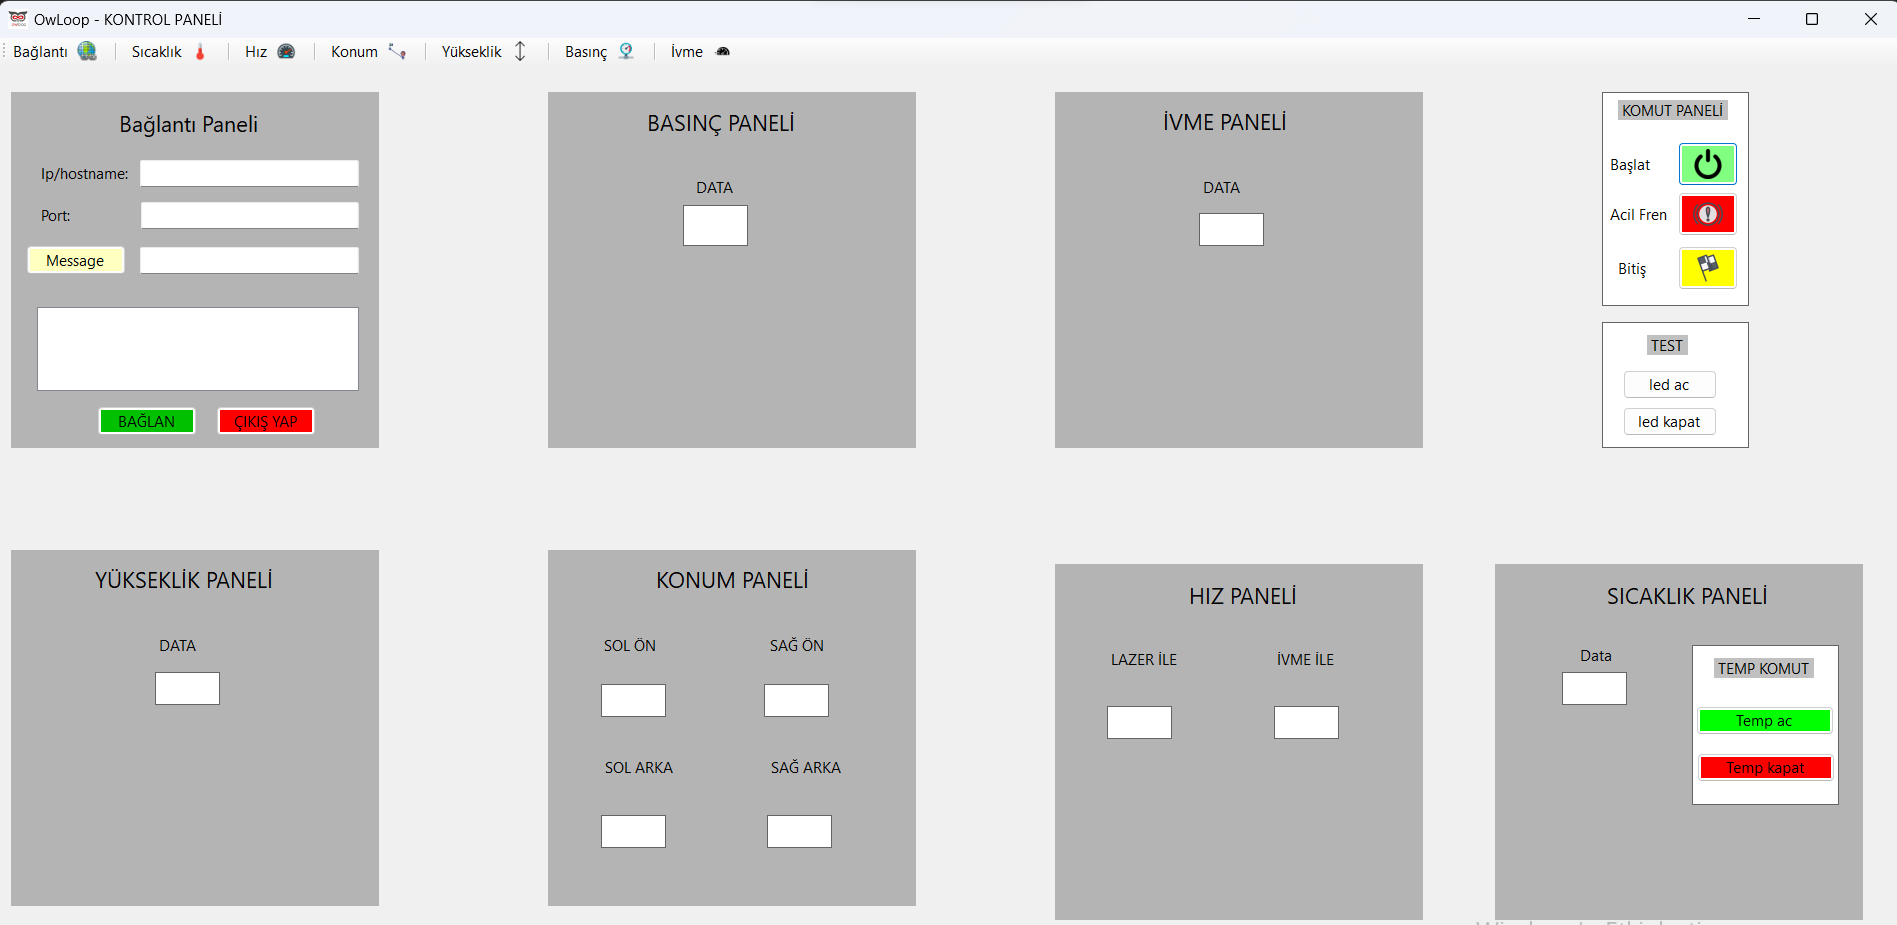 OwLoop - KONTROL PANELİ
Bağlantı
Sıcaklık
Hız
Konum
Yükseklik
Basınç
İvme
Bağlantı Paneli
Ip/hostname:
Port:
Message
BAĞLAN
ÇIKIŞ YAP
BASINÇ PANELİ
DATA
İVME PANELİ
DATA
KOMUT PANELİ
Başlat
Acil Fren
Bitiş
TEST
led ac
led kapat
YÜKSEKLİK PANELİ
DATA
KONUM PANELİ
SOL ÖN
SAĞ ÖN
SOL ARKA
SAĞ ARKA
HIZ PANELİ
LAZER İLE
İVME İLE
SICAKLIK PANELİ
Data
TEMP KOMUT
Temp ac
Temp kapat